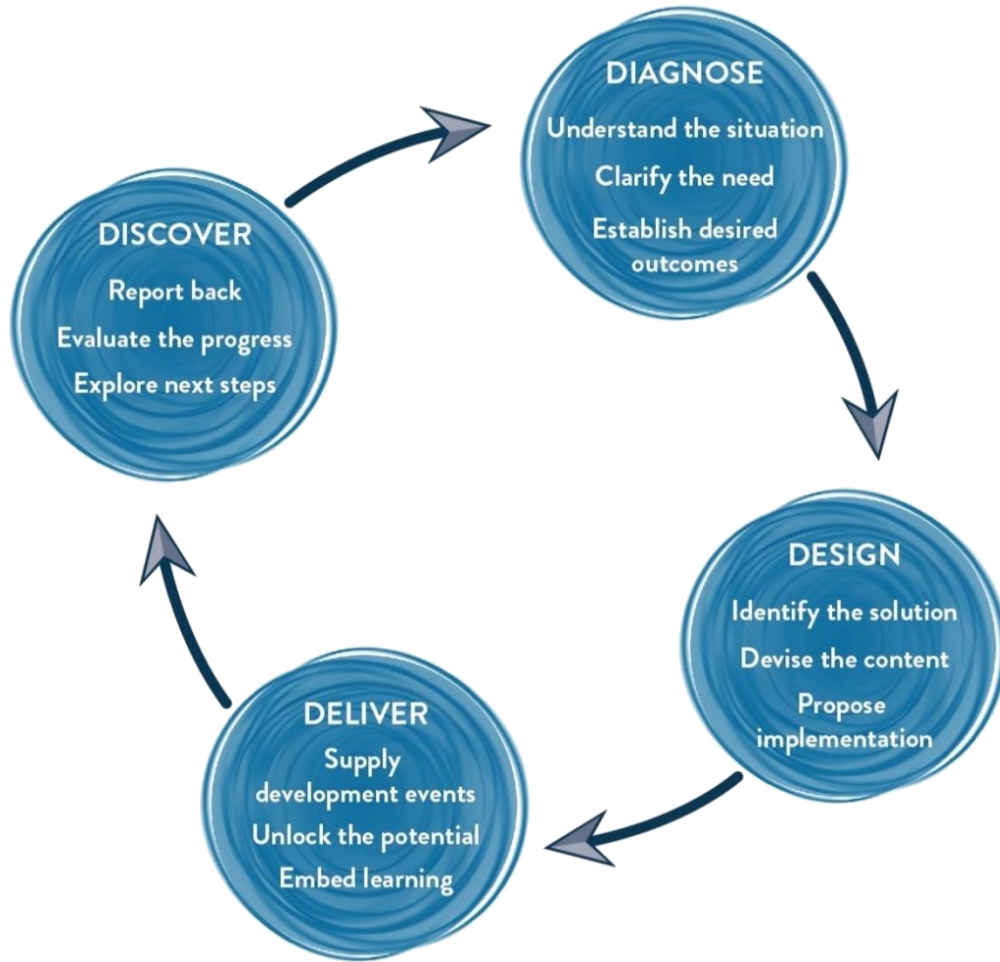 DIAGNOSE
Understand the situation
Clarify the need
Establish desired
outcomes
DESIGN
Identify the solution
Devise the content
Propose
implementation
DELIVER
Supply
development events
Unlock the potential
Embed learning
DISCOVER
Report back
Evaluate the progress
Explore next steps